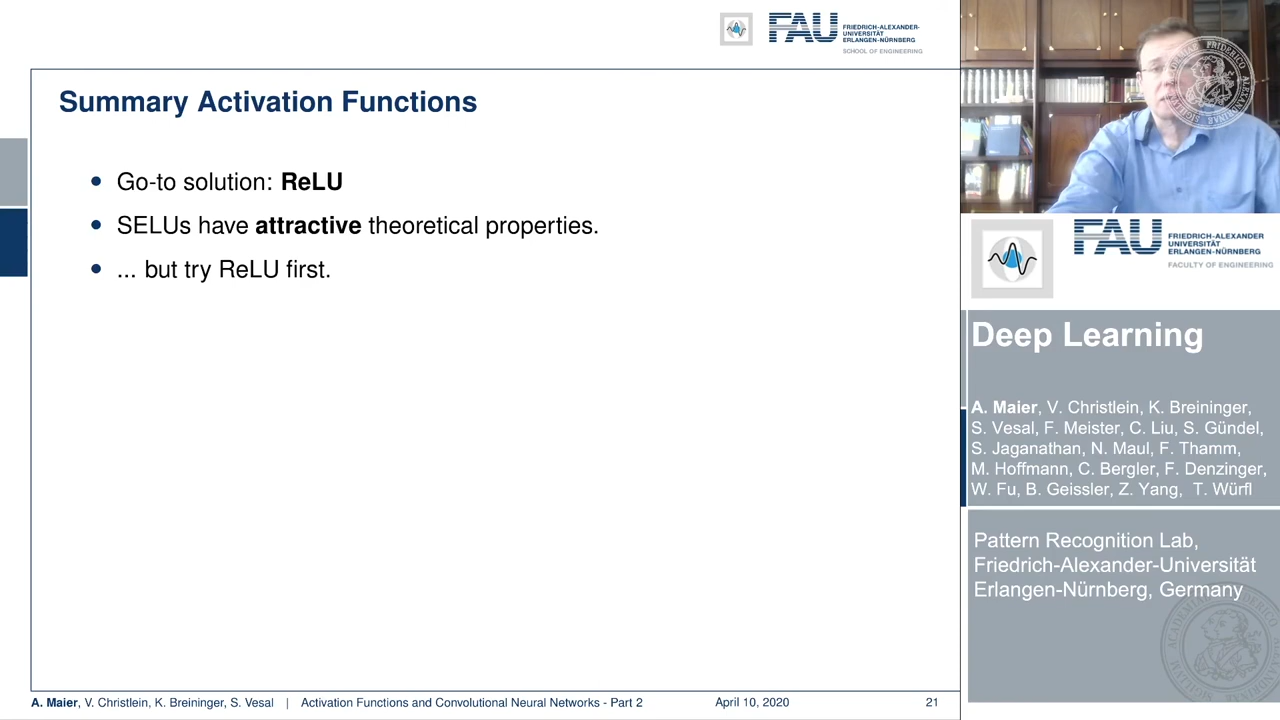 FAU
FRIEDRICH-ALEXANDER-
UNIVERSITÄT
ERLANGEN-NÜRNBERG
SCHOOL OF ENGINEERING
Summary Activation Functions
• Go-to solution: ReLU
• SELUs have attractive theoretical properties.
• ... but try ReLU first.
A. Maier, V. Christlein, K. Breininger, S. Vesal | Activation Functions and Convolutional Neural Networks - Part 2 April 10, 2020 21
FAU
FRIEDRICH-ALEXANDER
UNIVERSITÄT
ERLANGEN-NÜRNBERG
FACULTY OF ENGINEERING
Deep Learning
A. Maier, V. Christlein, K. Breininger,
S. Vesal, F. Meister, C. Liu, S. Gündel,
S. Jaganathan, N. Maul, F. Thamm,
M. Hoffmann, C. Bergler, F. Denzinger,
W. Fu, B. Geissler, Z. Yang, T. Würfl
Pattern Recognition Lab,
Friedrich-Alexander-Universität
Erlangen-Nürnberg, Germany